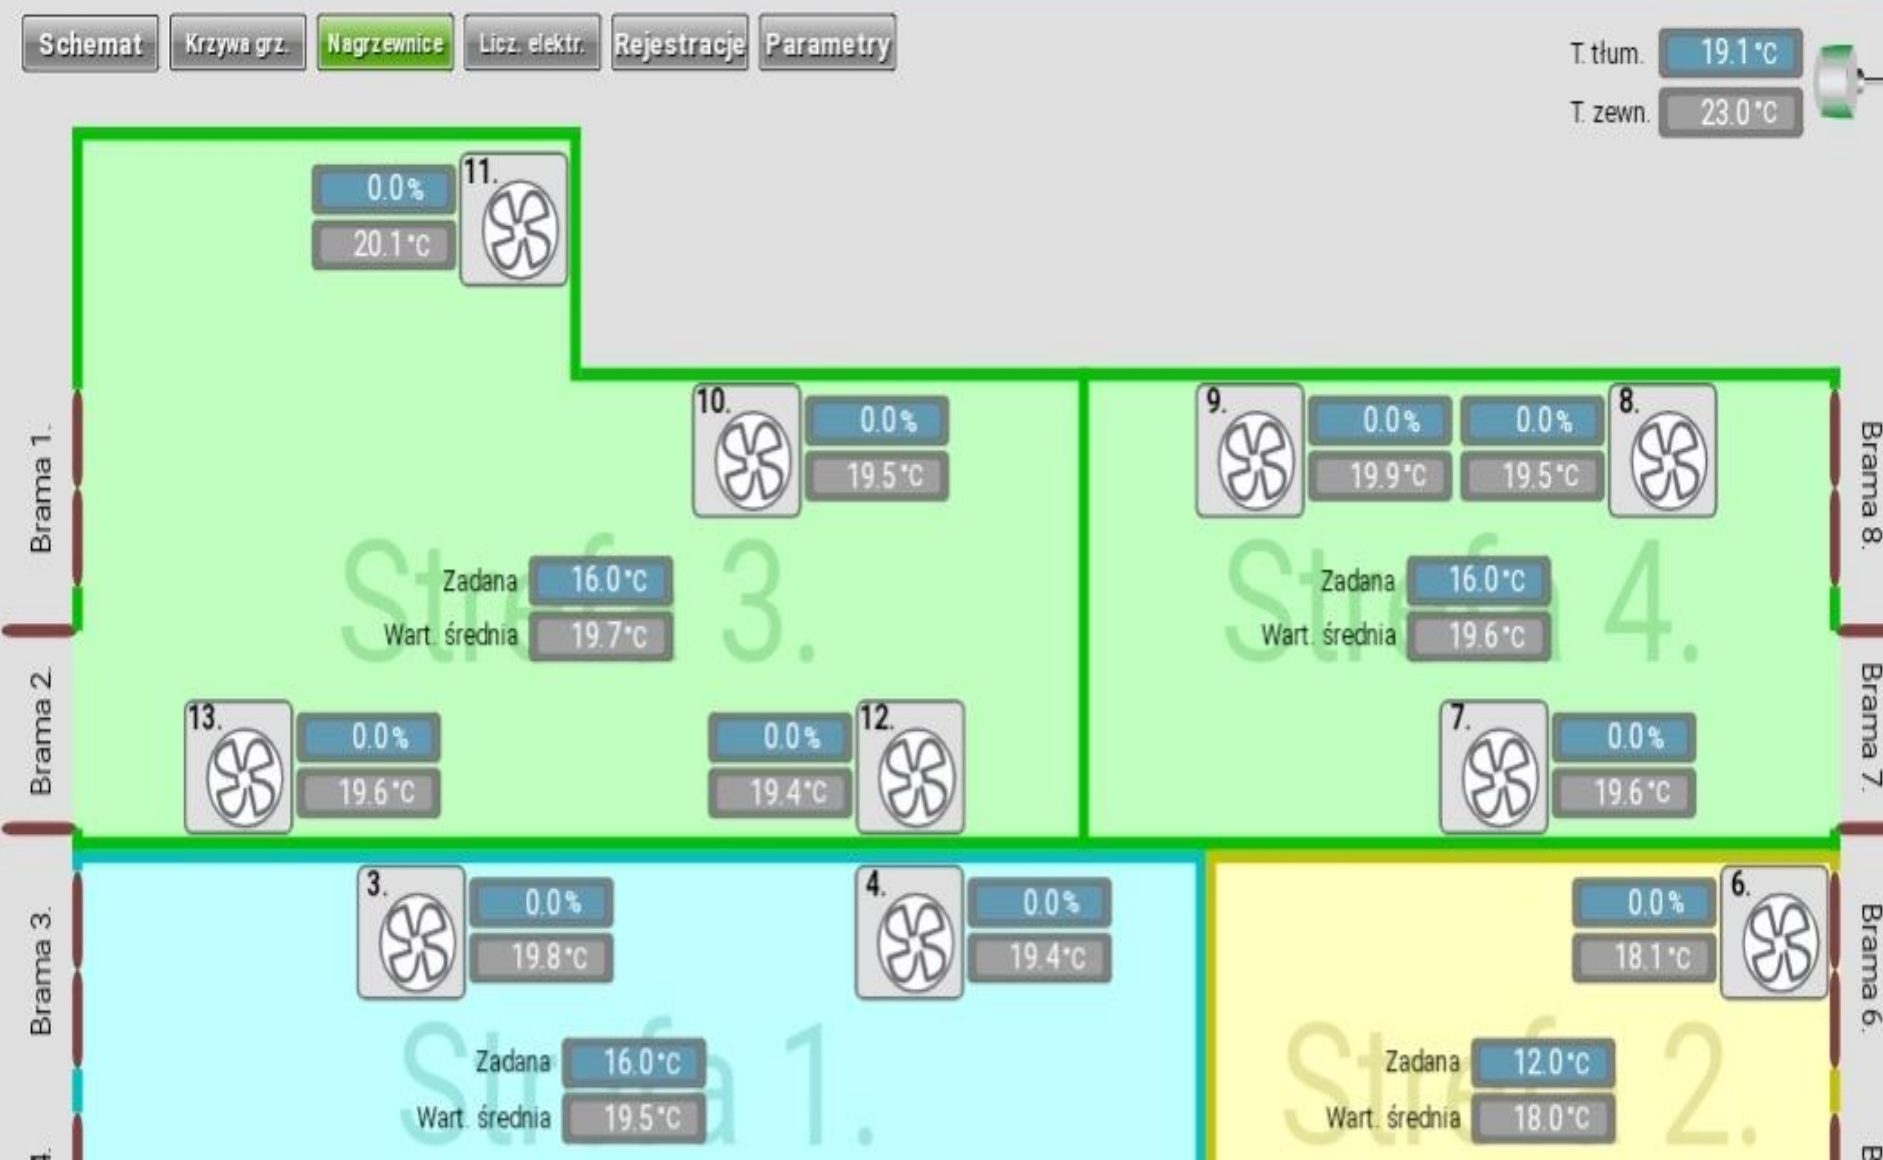 Schemat Krzywa grz. Nagrzewnice Licz. elektr. Rejestracje Parametry
T. tłum. 19.1°C
T. zewn. 23.0°C
11. 0.0%
20.1°C
10. 0.0%
19.5°C
9. 0.0%
19.9°C
8. 0.0%
19.5°C
Brama 1.
Brama 8.
Strefa 3.
Zadana 16.0°C
Wart. średnia 19.7°C
Strefa 4.
Zadana 16.0°C
Wart. średnia 19.6°C
Brama 2.
Brama 7.
13. 0.0%
19.6°C
12. 0.0%
19.4°C
7. 0.0%
19.6°C
3. 0.0%
19.8°C
4. 0.0%
19.4°C
6. 0.0%
18.1°C
Brama 3.
Brama 6.
Strefa 1.
Zadana 16.0°C
Wart. średnia 19.5°C
Strefa 2.
Zadana 12.0°C
Wart. średnia 18.0°C
4.